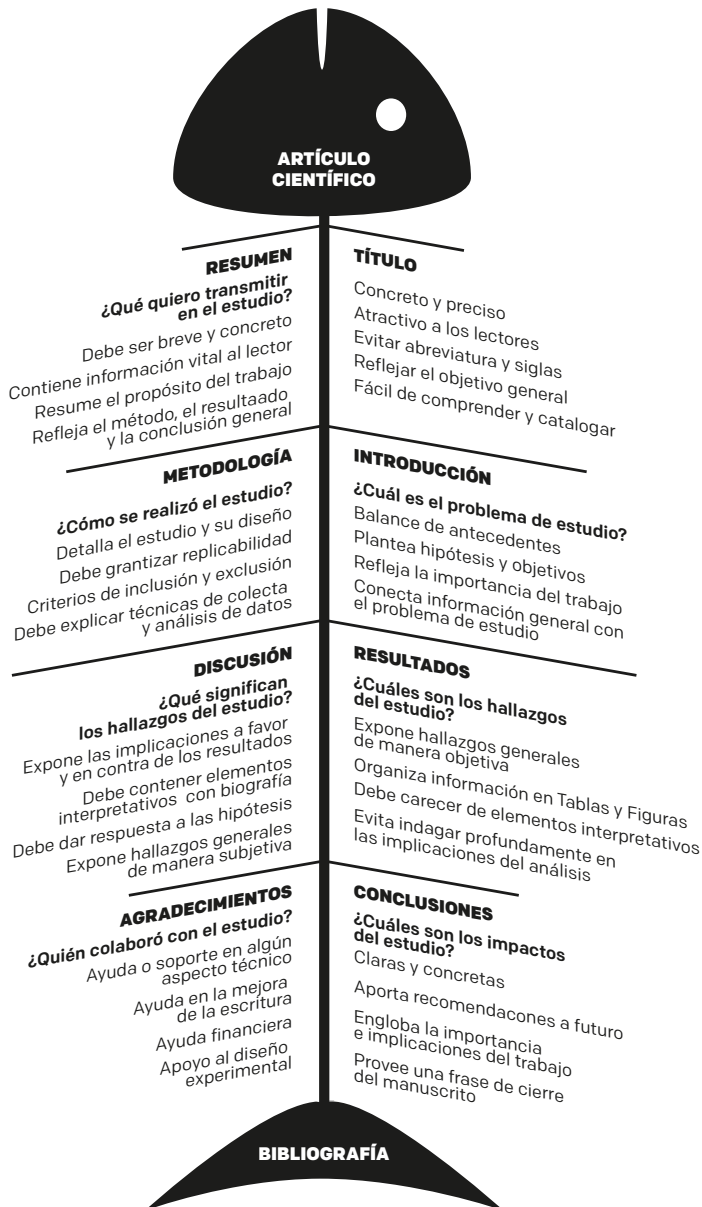 ARTÍCULO
CIENTÍFICO
RESUMEN
¿Qué quiero transmitir
en el estudio?
Debe ser breve y concreto
Contiene información vital al lector
Resume el propósito del trabajo
Refleja el método, el resultaado
y la conclusión general
TÍTULO
Concreto y preciso
Atractivo a los lectores
Evitar abreviatura y siglas
Reflejar el objetivo general
Fácil de comprender y catalogar
METODOLOGÍA
¿Cómo se realizó el estudio?
Detalla el estudio y su diseño
Debe grantizar replicabilidad
Criterios de inclusión y exclusión
Debe explicar técnicas de colecta
y análisis de datos
INTRODUCCIÓN
¿Cuál es el problema de estudio?
Balance de antecedentes
Plantea hipótesis y objetivos
Refleja la importancia del trabajo
Conecta información general con
el problema de estudio
DISCUSIÓN
¿Qué significan
los hallazgos del estudio?
Expone las implicaciones a favor
y en contra de los resultados
Debe contener elementos
interpretativos con biografía
Debe dar respuesta a las hipótesis
Expone hallazgos generales
de manera subjetiva
RESULTADOS
¿Cuáles son los hallazgos
del estudio?
Expone hallazgos generales
de manera objetiva
Organiza información en Tablas y Figuras
Debe carecer de elementos interpretativos
Evita indagar profundamente en
las implicaciones del análisis
AGRADECIMIENTOS
¿Quién colaboró con el estudio?
Ayuda o soporte en algún
aspecto técnico
Ayuda en la mejora
de la escritura
Ayuda financiera
Apoyo al diseño
experimental
CONCLUSIONES
¿Cuáles son los impactos
del estudio?
Claras y concretas
Aporta recomendacones a futuro
Engloba la importancia
e implicaciones del trabajo
Provee una frase de cierre
del manuscrito
BIBLIOGRAFÍA